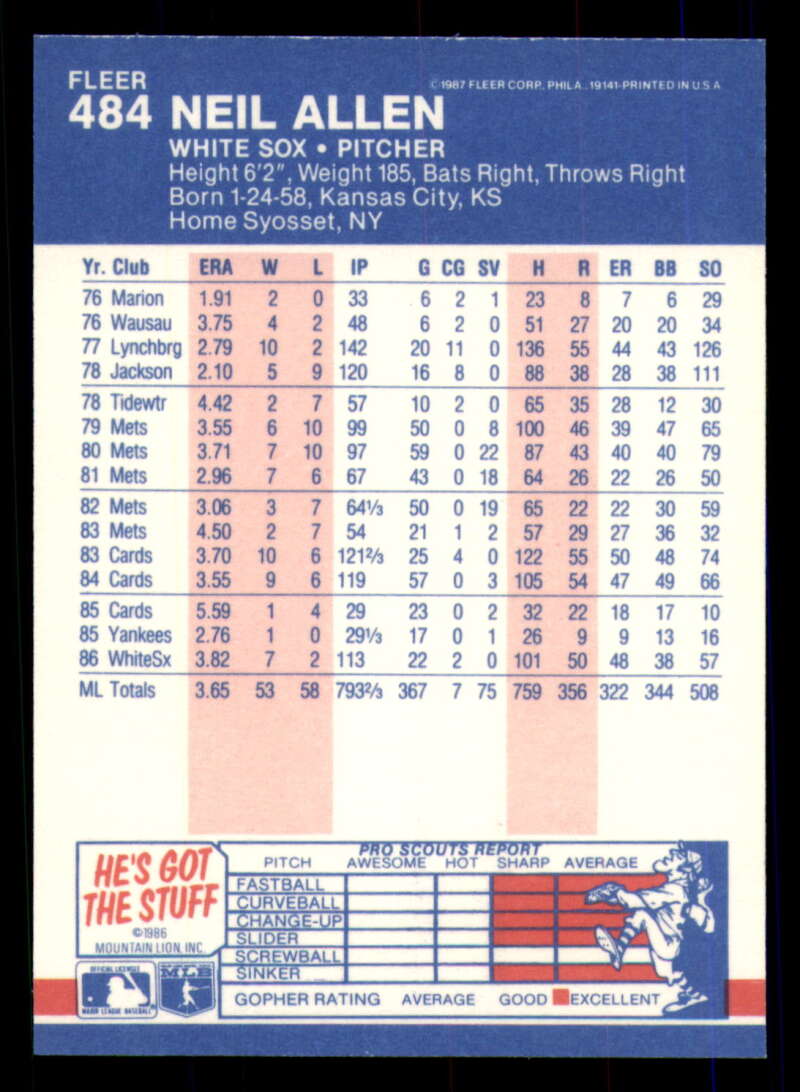 FLEER
©1987 FLEER CORP. PHILA., 19141-PRINTED IN U.S.A
484 NEIL ALLEN
WHITE SOX • PITCHER
Height 6'2", Weight 185, Bats Right, Throws Right
Born 1-24-58, Kansas City, KS
Home Syosset, NY
Yr. Club ERA W L IP G CG SV H R ER BB SO
76 Marion 1.91 2 0 33 6 2 1 23 8 7 6 29
76 Wausau 3.75 4 2 48 6 2 0 51 27 20 20 34
77 Lynchbrg 2.79 10 2 142 20 11 0 136 55 44 43 126
78 Jackson 2.10 5 9 120 16 8 0 88 38 28 38 111
78 Tidewtr 4.42 2 7 57 10 2 0 65 35 28 12 30
79 Mets 3.55 6 10 99 50 0 8 100 46 39 47 65
80 Mets 3.71 7 10 97 59 0 22 87 43 40 40 79
81 Mets 2.96 7 6 67 43 0 18 64 26 22 26 50
82 Mets 3.06 3 7 64⅓ 50 0 19 65 22 22 30 59
83 Mets 4.50 2 7 54 21 1 2 57 29 27 36 32
83 Cards 3.70 10 6 121⅔ 25 4 0 122 55 50 48 74
84 Cards 3.55 9 6 119 57 0 3 105 54 47 49 66
85 Cards 5.59 1 4 29 23 0 2 32 22 18 17 10
85 Yankees 2.76 1 0 29⅓ 17 0 1 26 9 9 13 16
86 WhiteSx 3.82 7 2 113 22 2 0 101 50 48 38 57
ML Totals 3.65 53 58 793⅔ 367 7 75 759 356 322 344 508
HE'S GOT
THE STUFF
©1986
MOUNTAIN LION, INC.
OFFICIAL LICENSEE
MAJOR LEAGUE BASEBALL
MLB
PRO SCOUTS REPORT
PITCH AWESOME HOT SHARP AVERAGE
FASTBALL
CURVEBALL
CHANGE-UP
SLIDER
SCREWBALL
SINKER
GOPHER RATING AVERAGE GOOD EXCELLENT